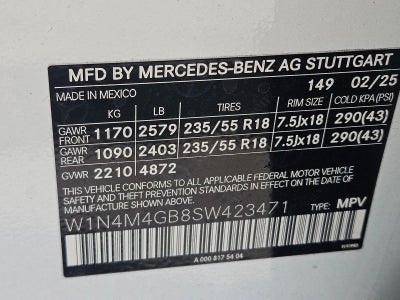 MFD BY MERCEDES-BENZ AG STUTTGART
MADE IN MEXICO 149 02/25
KG LB TIRES RIM SIZE COLD KPA(PSI)
GAWR FRONT 1170 2579 235/55 R18 7.5Jx18 290(43)
GAWR REAR 1090 2403 235/55 R18 7.5Jx18 290(43)
GVWR 2210 4872
THIS VEHICLE CONFORMS TO ALL APPLICABLE FEDERAL MOTOR VEHICLE
SAFETY, BUMPER, AND THEFT PREVENTION STANDARDS IN EFFECT
ON THE DATE OF MANUFACTURE SHOWN ABOVE.
W1N4M4GB8SW423471 TYPE: MPV
A 000 817 54 04